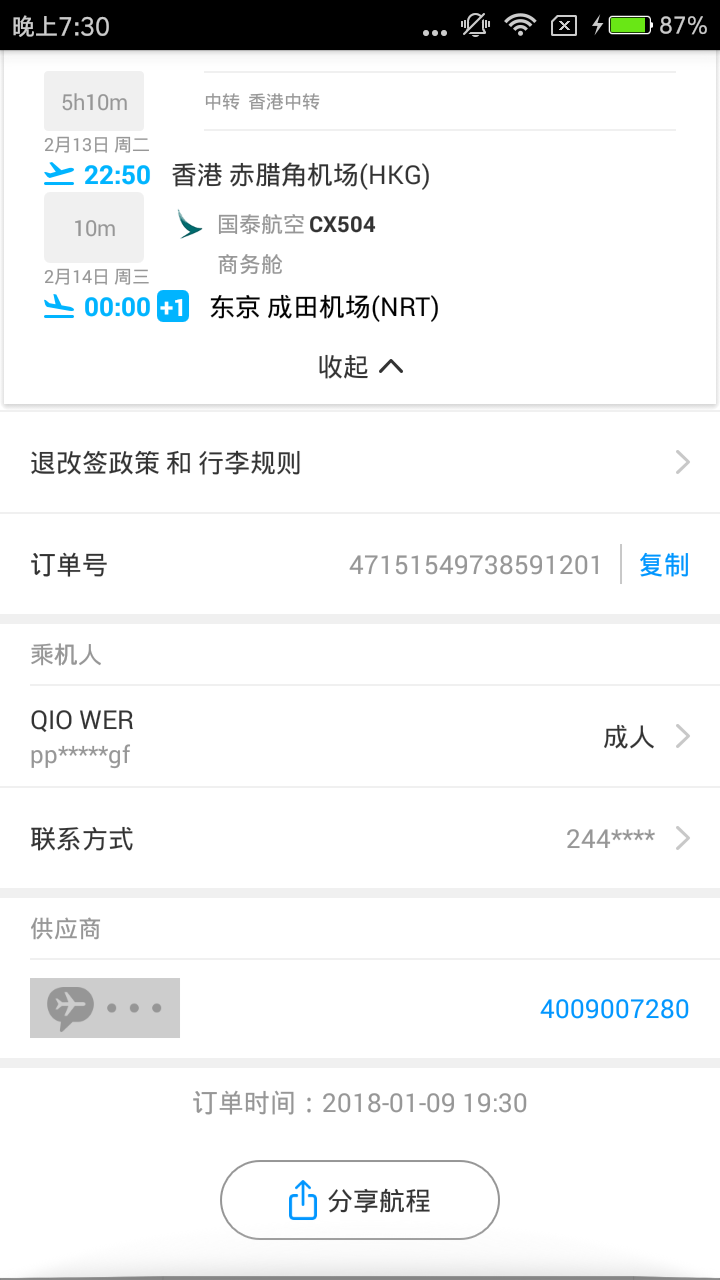 晚上7:30
87%
5h10m
中转 香港中转
2月13日 周二
22:50 香港 赤腊角机场(HKG)
10m
国泰航空 CX504
商务舱
2月14日 周三
00:00 +1 东京 成田机场(NRT)
收起
退改签政策 和 行李规则
订单号 47151549738591201 复制
乘机人
QIO WER
成人
pp*****gf
联系方式 244****
供应商
4009007280
订单时间：2018-01-09 19:30
分享航程